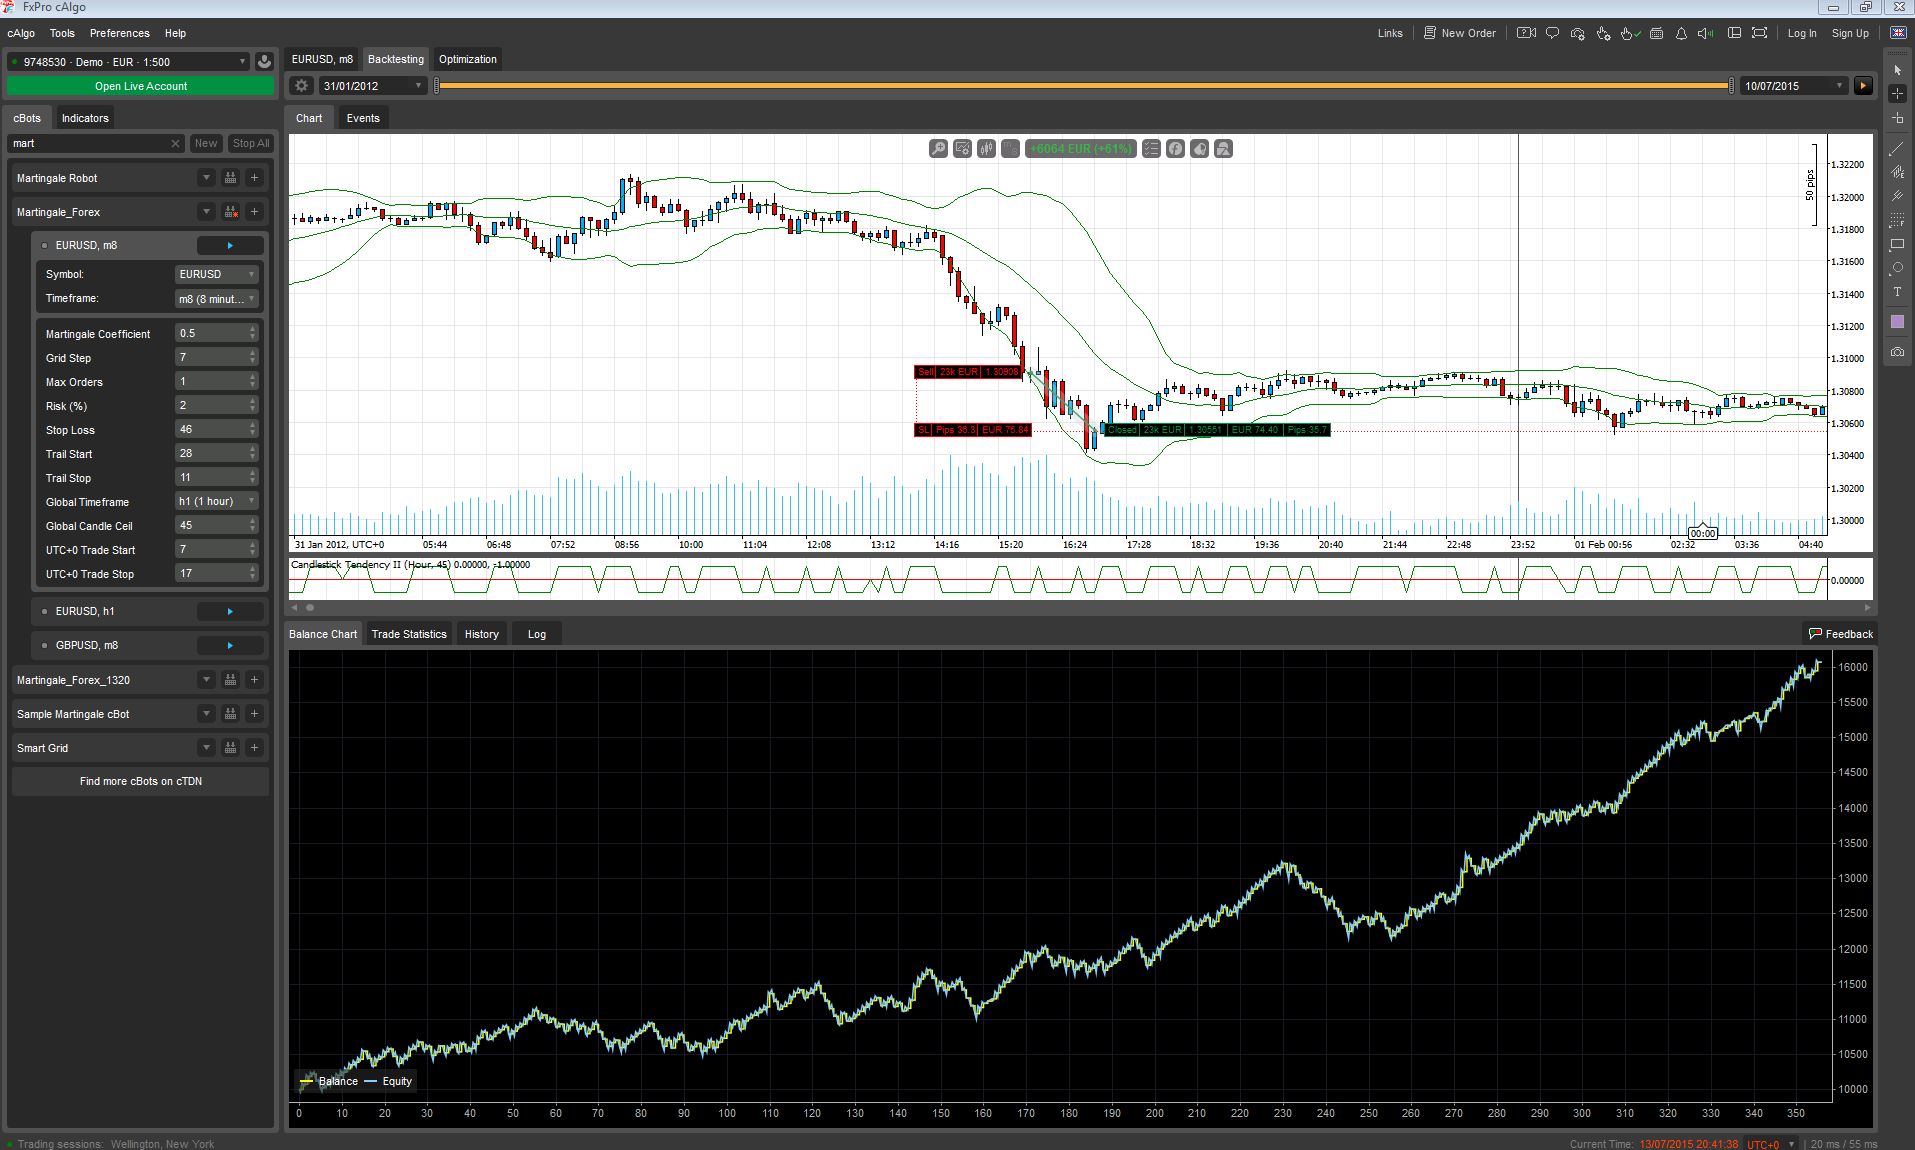 FxPro cAlgo
cAlgo Tools Preferences Help
Links New Order Log In Sign Up
9748530 · Demo · EUR · 1:500
Open Live Account
EURUSD, m8 Backtesting Optimization
31/01/2012 10/07/2015
cBots Indicators
mart New Stop All
Martingale Robot
Martingale_Forex
EURUSD, m8
Symbol: EURUSD
Timeframe: m8 (8 minut...
Martingale Coefficient 0.5
Grid Step 7
Max Orders 1
Risk (%) 2
Stop Loss 46
Trail Start 28
Trail Stop 11
Global Timeframe h1 (1 hour)
Global Candle Ceil 45
UTC+0 Trade Start 7
UTC+0 Trade Stop 17
EURUSD, h1
GBPUSD, m8
Martingale_Forex_1320
Sample Martingale cBot
Smart Grid
Find more cBots on cTDN
Chart Events
+6064 EUR (+61%)
50 pips
1.32200
1.32000
1.31800
1.31600
1.31400
1.31200
1.31000
1.30800
1.30600
1.30400
1.30200
1.30000
Sell 23k EUR 1.30908
SL Pips 36.3 EUR 75.84
Closed 23k EUR 1.30551 EUR 74.40 Pips 35.7
00:00
31 Jan 2012, UTC+0 05:44 06:48 07:52 08:56 10:00 11:04 12:08 13:12 14:16 15:20 16:24 17:28 18:32 19:36 20:40 21:44 22:48 23:52 01 Feb 00:56 02:32 03:36 04:40
Candlestick Tendency II (Hour, 45) 0.00000, -1.00000
0.00000
Balance Chart Trade Statistics History Log Feedback
16000
15500
15000
14500
14000
13500
13000
12500
12000
11500
11000
10500
10000
Balance Equity
0 10 20 30 40 50 60 70 80 90 100 110 120 130 140 150 160 170 180 190 200 210 220 230 240 250 260 270 280 290 300 310 320 330 340 350
Trading sessions: Wellington, New York
Current Time: 13/07/2015 20:41:38 UTC+0 | 20 ms / 55 ms